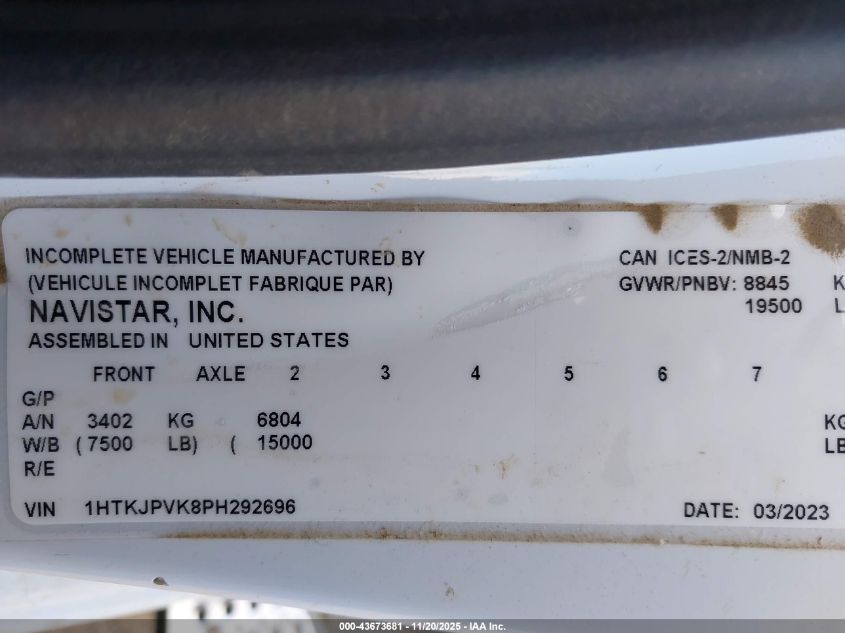 INCOMPLETE VEHICLE MANUFACTURED BY
(VEHICULE INCOMPLET FABRIQUE PAR)
NAVISTAR, INC.
ASSEMBLED IN UNITED STATES
CAN ICES-2/NMB-2
GVWR/PNBV: 8845 K
19500 L
FRONT AXLE 2 3 4 5 6 7
G/P
A/N 3402 KG 6804 KG
W/B (7500 LB) ( 15000 LB
R/E
VIN 1HTKJPVK8PH292696 DATE: 03/2023
000-43673681 - 11/20/2025 - IAA Inc.